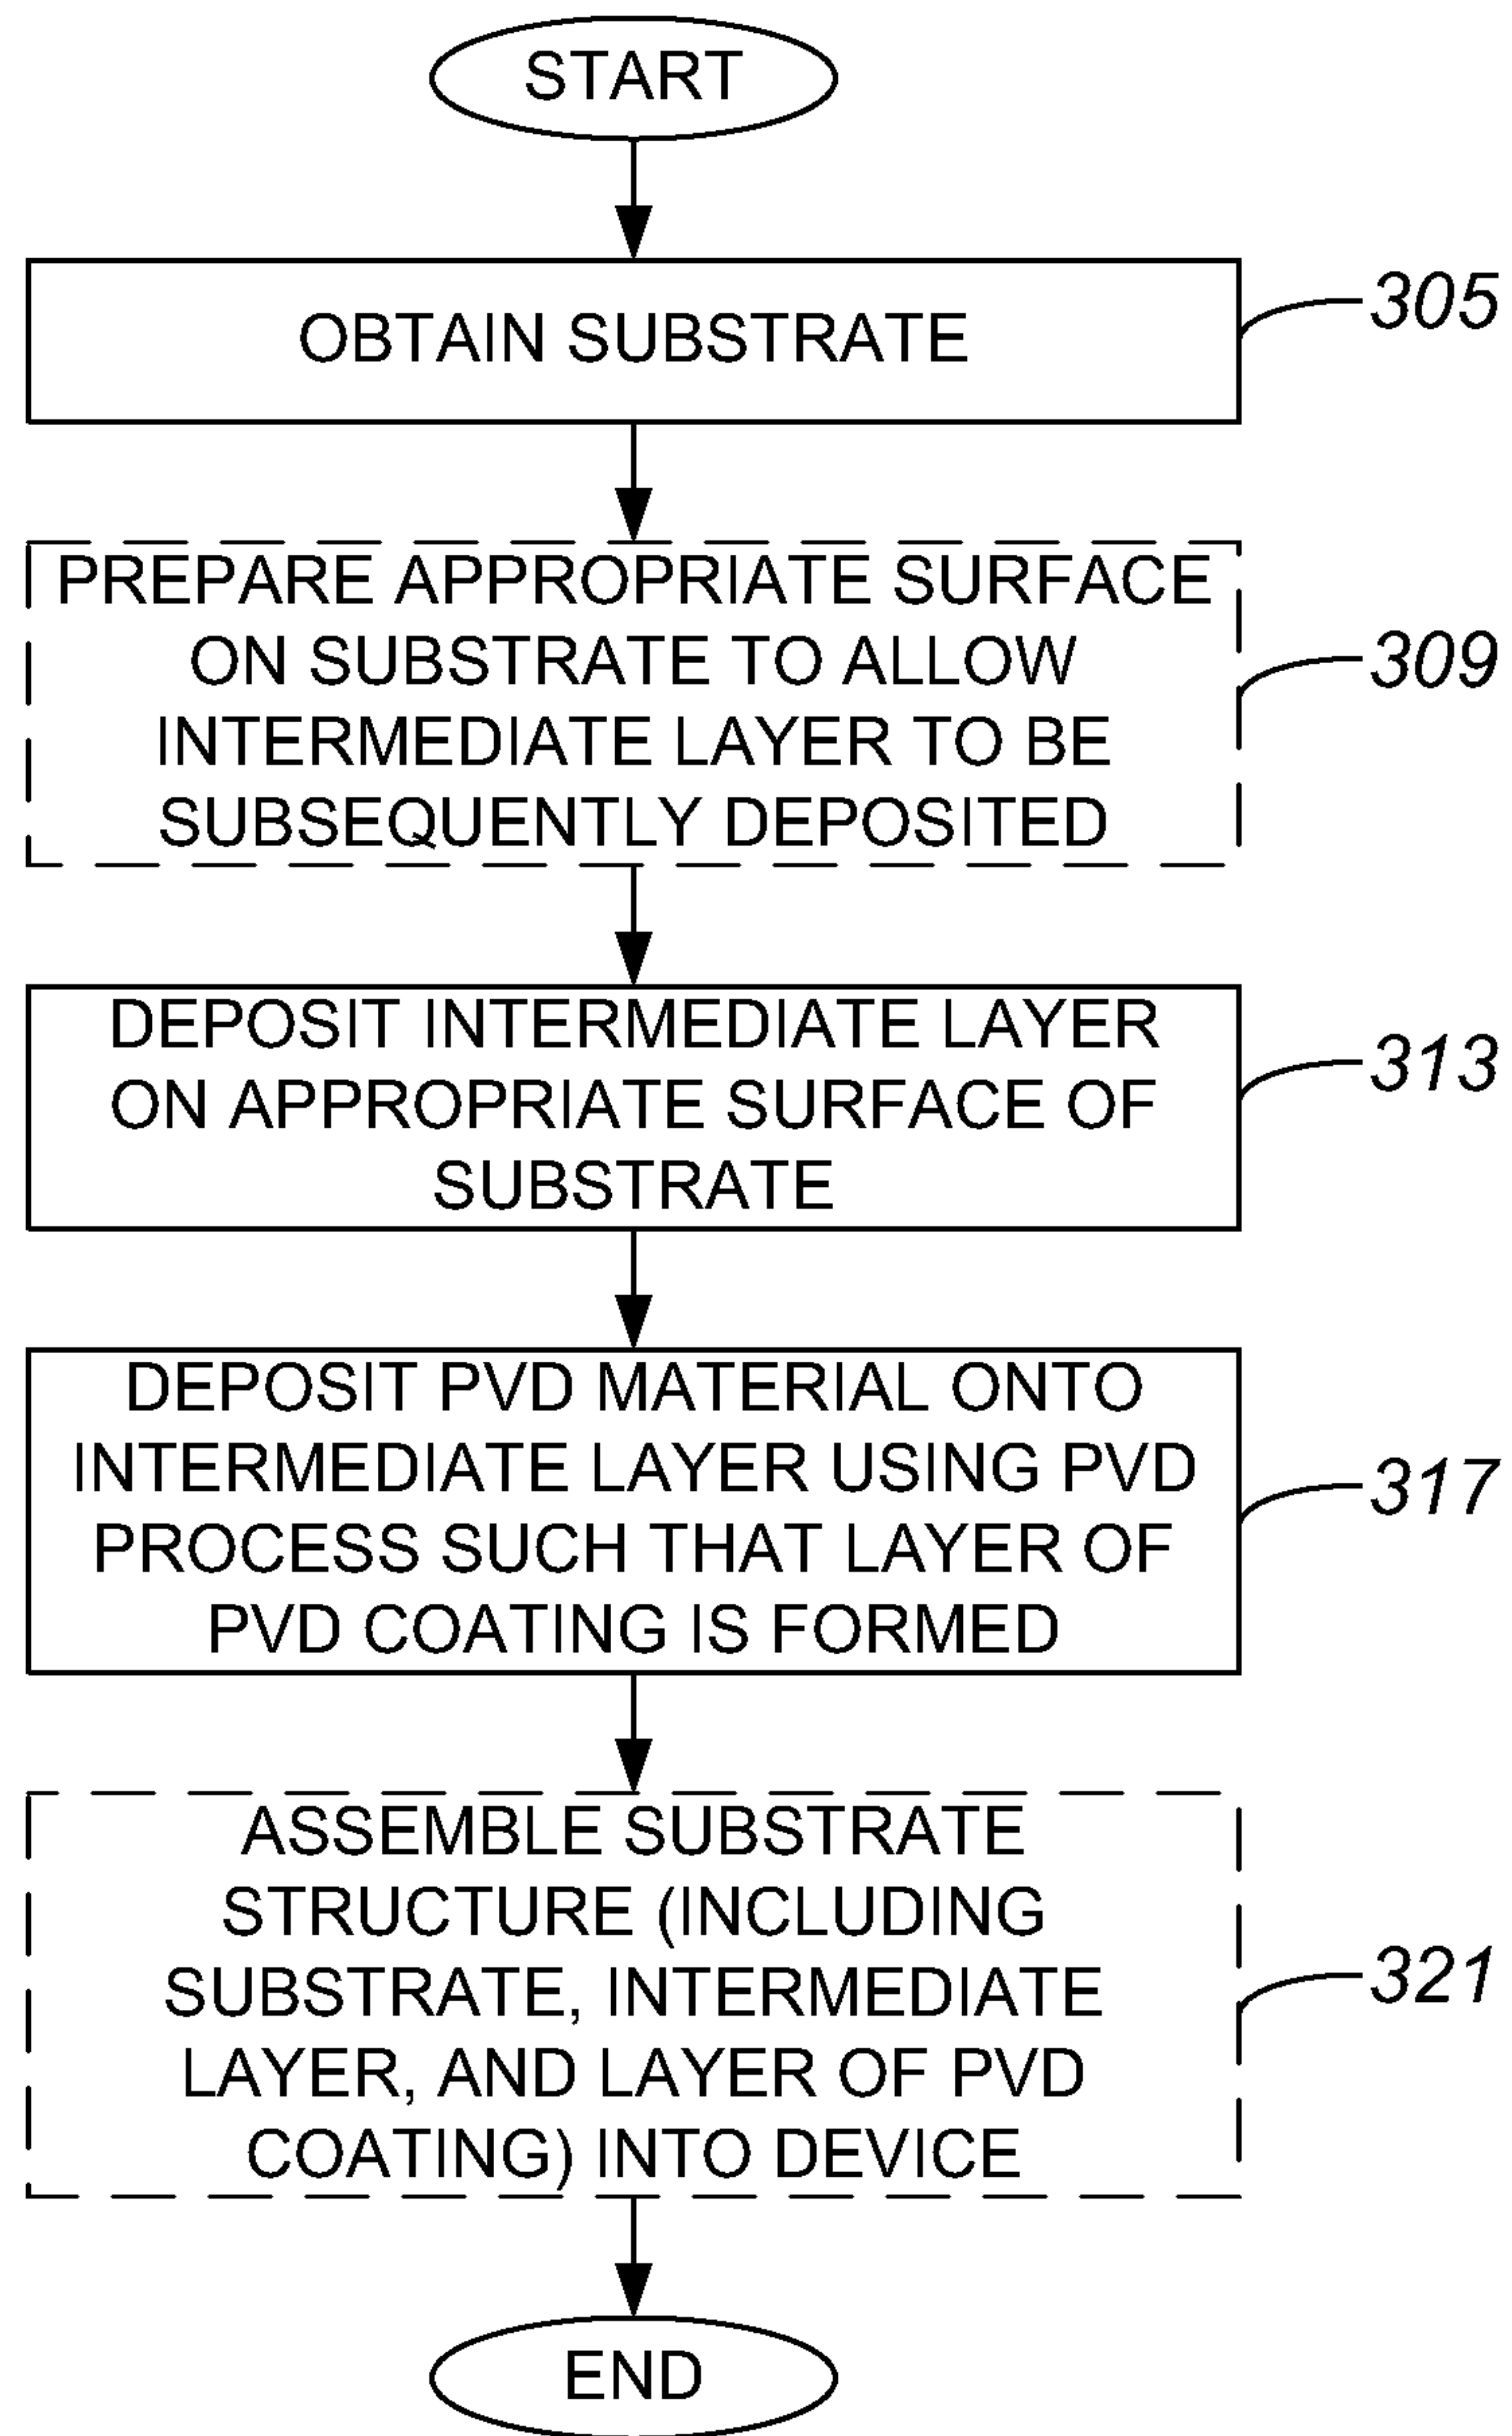 START
OBTAIN SUBSTRATE
305
PREPARE APPROPRIATE SURFACE
ON SUBSTRATE TO ALLOW
INTERMEDIATE LAYER TO BE
SUBSEQUENTLY DEPOSITED
309
DEPOSIT INTERMEDIATE LAYER
ON APPROPRIATE SURFACE OF
SUBSTRATE
313
DEPOSIT PVD MATERIAL ONTO
INTERMEDIATE LAYER USING PVD
PROCESS SUCH THAT LAYER OF
PVD COATING IS FORMED
317
ASSEMBLE SUBSTRATE
STRUCTURE (INCLUDING
SUBSTRATE, INTERMEDIATE
LAYER, AND LAYER OF PVD
COATING) INTO DEVICE
321
END